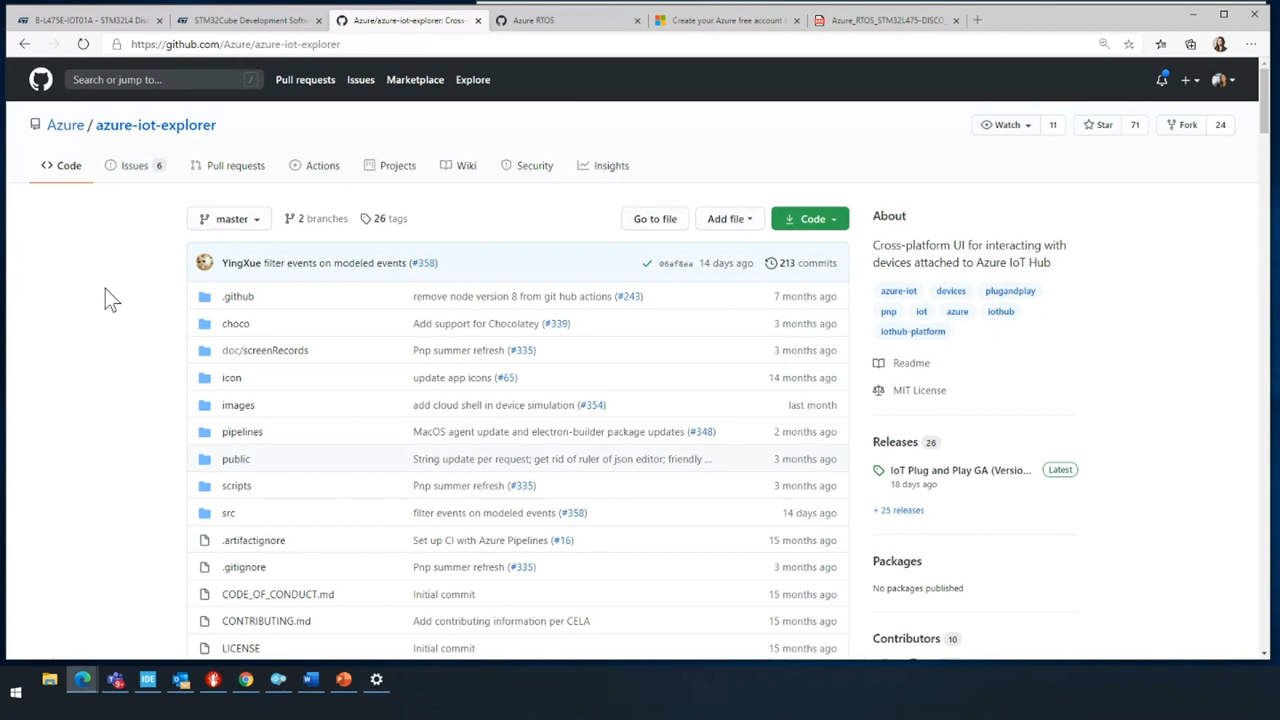 B-L475E-IOT01A - STM32L4 Disc
STM32Cube Development Softw
Azure/azure-iot-explorer: Cross-
Azure RTOS
Create your Azure free account
Azure_RTOS_STM32L475-DISCO_
https://github.com/Azure/azure-iot-explorer
Search or jump to... /
Pull requests Issues Marketplace Explore
Azure / azure-iot-explorer
Watch 11 Star 71 Fork 24
Code Issues 6 Pull requests Actions Projects Wiki Security Insights
master 2 branches 26 tags Go to file Add file Code
YingXue filter events on modeled events (#358) 06af8ea 14 days ago 213 commits
.github remove node version 8 from git hub actions (#243) 7 months ago
choco Add support for Chocolatey (#339) 3 months ago
doc/screenRecords Pnp summer refresh (#335) 3 months ago
icon update app icons (#65) 14 months ago
images add cloud shell in device simulation (#354) last month
pipelines MacOS agent update and electron-builder package updates (#348) 2 months ago
public String update per request; get rid of ruler of json editor; friendly ... 3 months ago
scripts Pnp summer refresh (#335) 3 months ago
src filter events on modeled events (#358) 14 days ago
.artifactignore Set up CI with Azure Pipelines (#16) 15 months ago
.gitignore Pnp summer refresh (#335) 3 months ago
CODE_OF_CONDUCT.md Initial commit 15 months ago
CONTRIBUTING.md Add contributing information per CELA 15 months ago
LICENSE Initial commit 15 months ago
About
Cross-platform UI for interacting with
devices attached to Azure IoT Hub
azure-iot devices plugandplay
pnp iot azure iothub
iothub-platform
Readme
MIT License
Releases 26
IoT Plug and Play GA (Versio... Latest
18 days ago
+ 25 releases
Packages
No packages published
Contributors 10
IDE